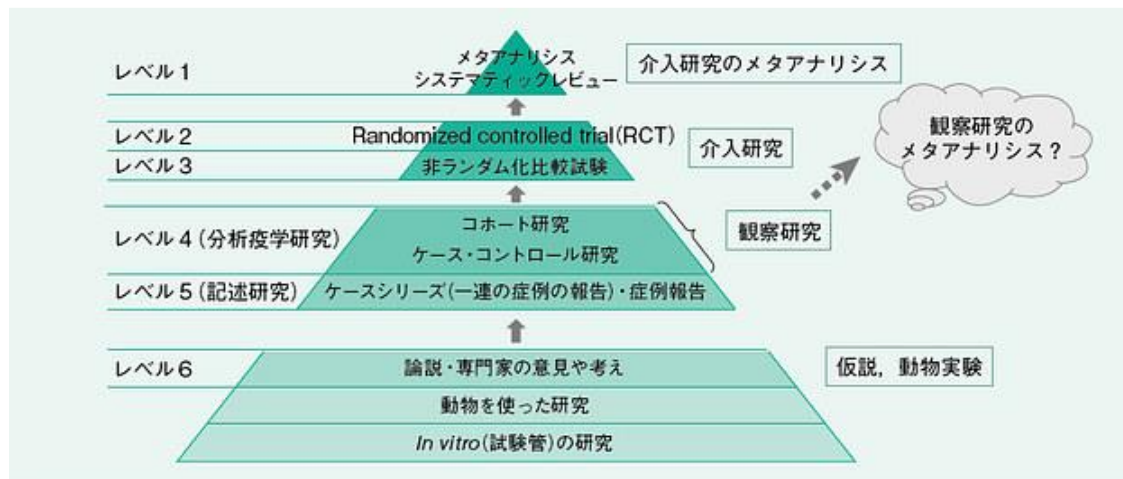 レベル1
メタアナリシス
システマティックレビュー
介入研究のメタアナリシス
レベル2
Randomized controlled trial(RCT)
レベル3
非ランダム化比較試験
介入研究
観察研究の
メタアナリシス？
レベル4(分析疫学研究)
コホート研究
ケース・コントロール研究
観察研究
レベル5(記述研究)
ケースシリーズ(一連の症例の報告)・症例報告
レベル6
論説・専門家の意見や考え
仮説，動物実験
動物を使った研究
In vitro(試験管)の研究